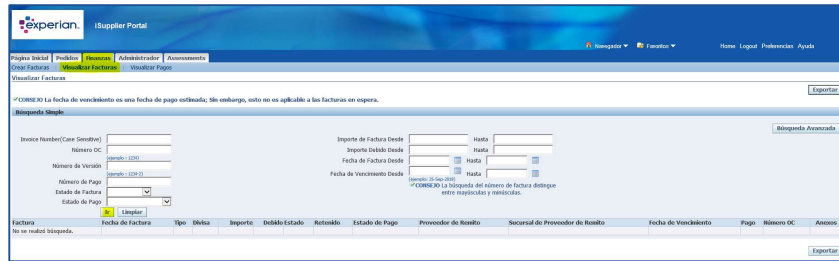 experian. iSupplier Portal
Navegador Favoritos Home Logout Preferencias Ayuda
Página Inicial Pedidos Finanzas Administrador Assessments
Crear Facturas Visualizar Facturas Visualizar Pagos
Visualizar Facturas
Exportar
CONSEJO La fecha de vencimiento es una fecha de pago estimada; Sin embargo, esto no es aplicable a las facturas en espera.
Búsqueda Simple
Búsqueda Avanzada
Invoice Number(Case Sensitive) Importe de Factura Desde Hasta
Número OC Importe Debido Desde Hasta
(ejemplo : 1234) Fecha de Factura Desde Hasta
Número de Versión
(ejemplo : 1234-2) Fecha de Vencimiento Desde Hasta
Número de Pago (ejemplo: 25-Sep-2019)
Estado de Factura CONSEJO La búsqueda del número de factura distingue
Estado de Pago entre mayúsculas y minúsculas.
Ir Limpiar
Factura Fecha de Factura Tipo Divisa Importe Debido Estado Retenido Estado de Pago Proveedor de Remito Sucursal de Proveedor de Remito Fecha de Vencimiento Pago Número OC Anexos
No se realizó búsqueda.
Exportar